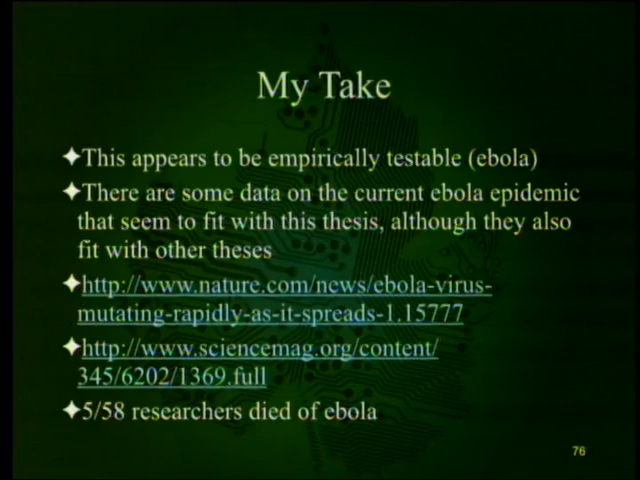 My Take
✦This appears to be empirically testable (ebola)
✦There are some data on the current ebola epidemic
that seem to fit with this thesis, although they also
fit with other theses
✦http://www.nature.com/news/ebola-virus-
mutating-rapidly-as-it-spreads-1.15777
✦http://www.sciencemag.org/content/
345/6202/1369.full
✦5/58 researchers died of ebola
76